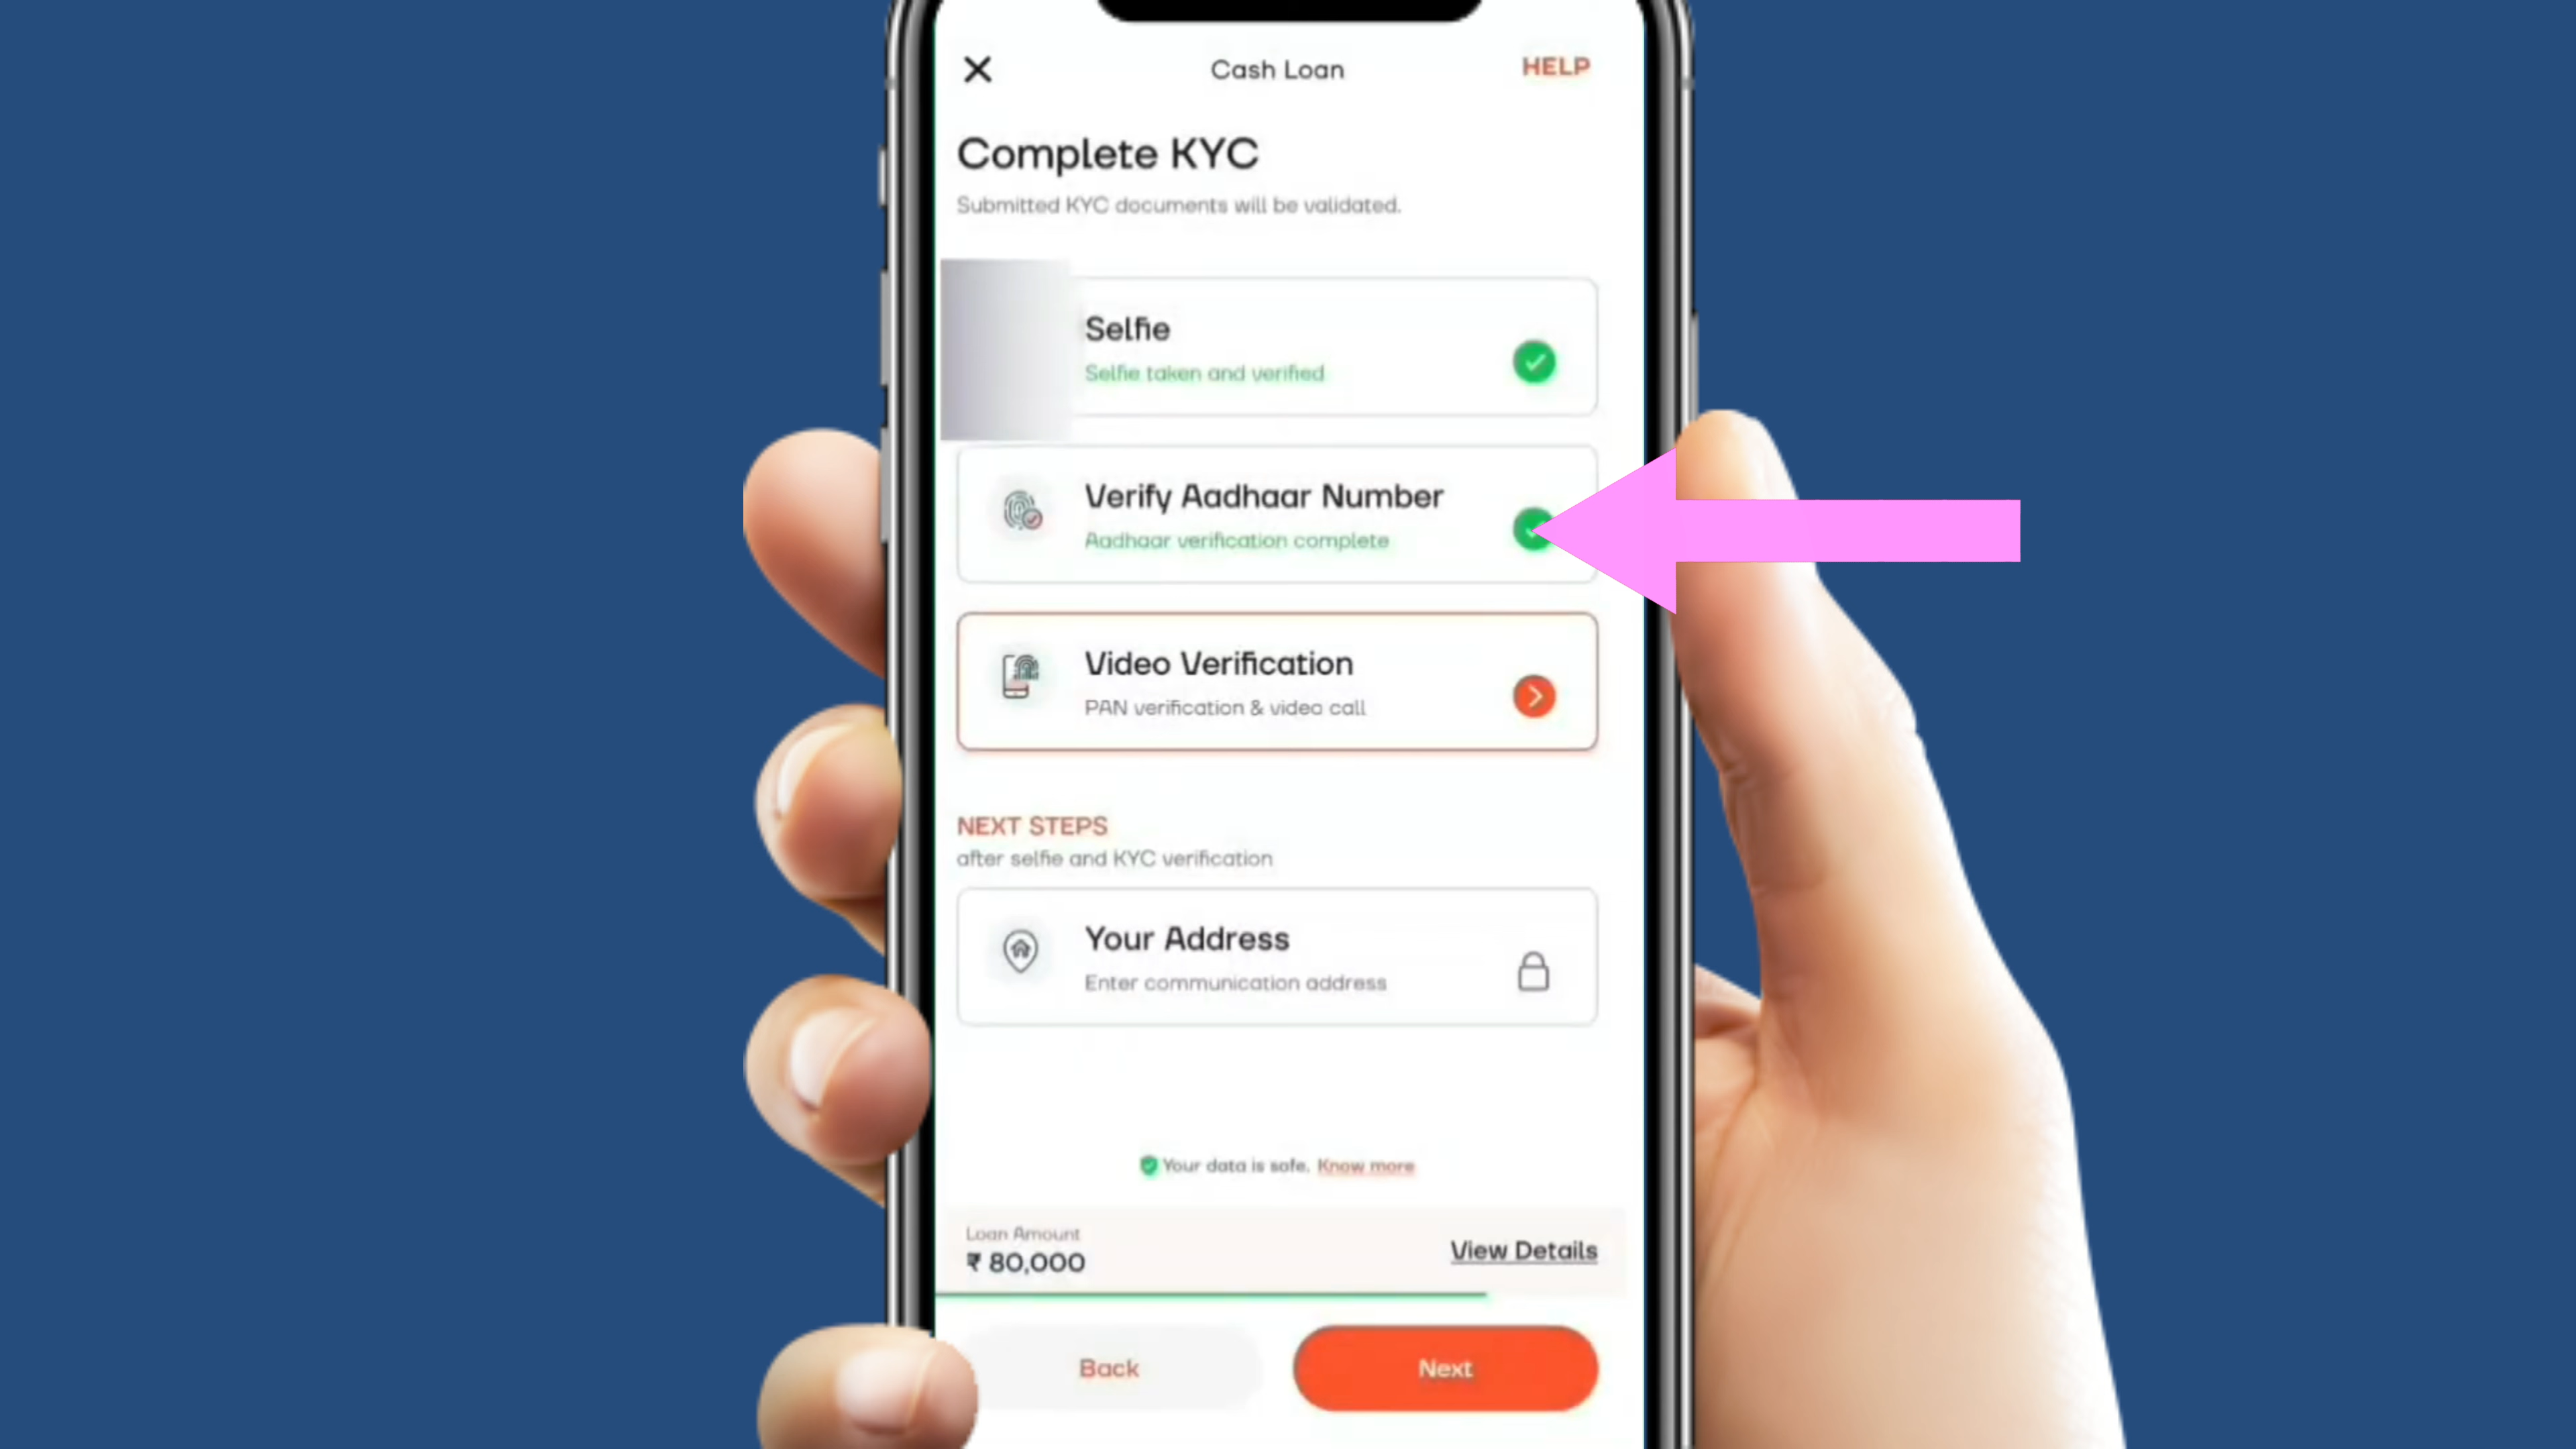 Cash Loan
HELP
Complete KYC
Submitted KYC documents will be validated.
Selfie
Selfie taken and verified
Verify Aadhaar Number
Aadhaar verification complete
Video Verification
PAN verification & video call
NEXT STEPS
after selfie and KYC verification
Your Address
Enter communication address
Your data is safe. Know more
Loan Amount
₹ 80,000
View Details
Back
Next